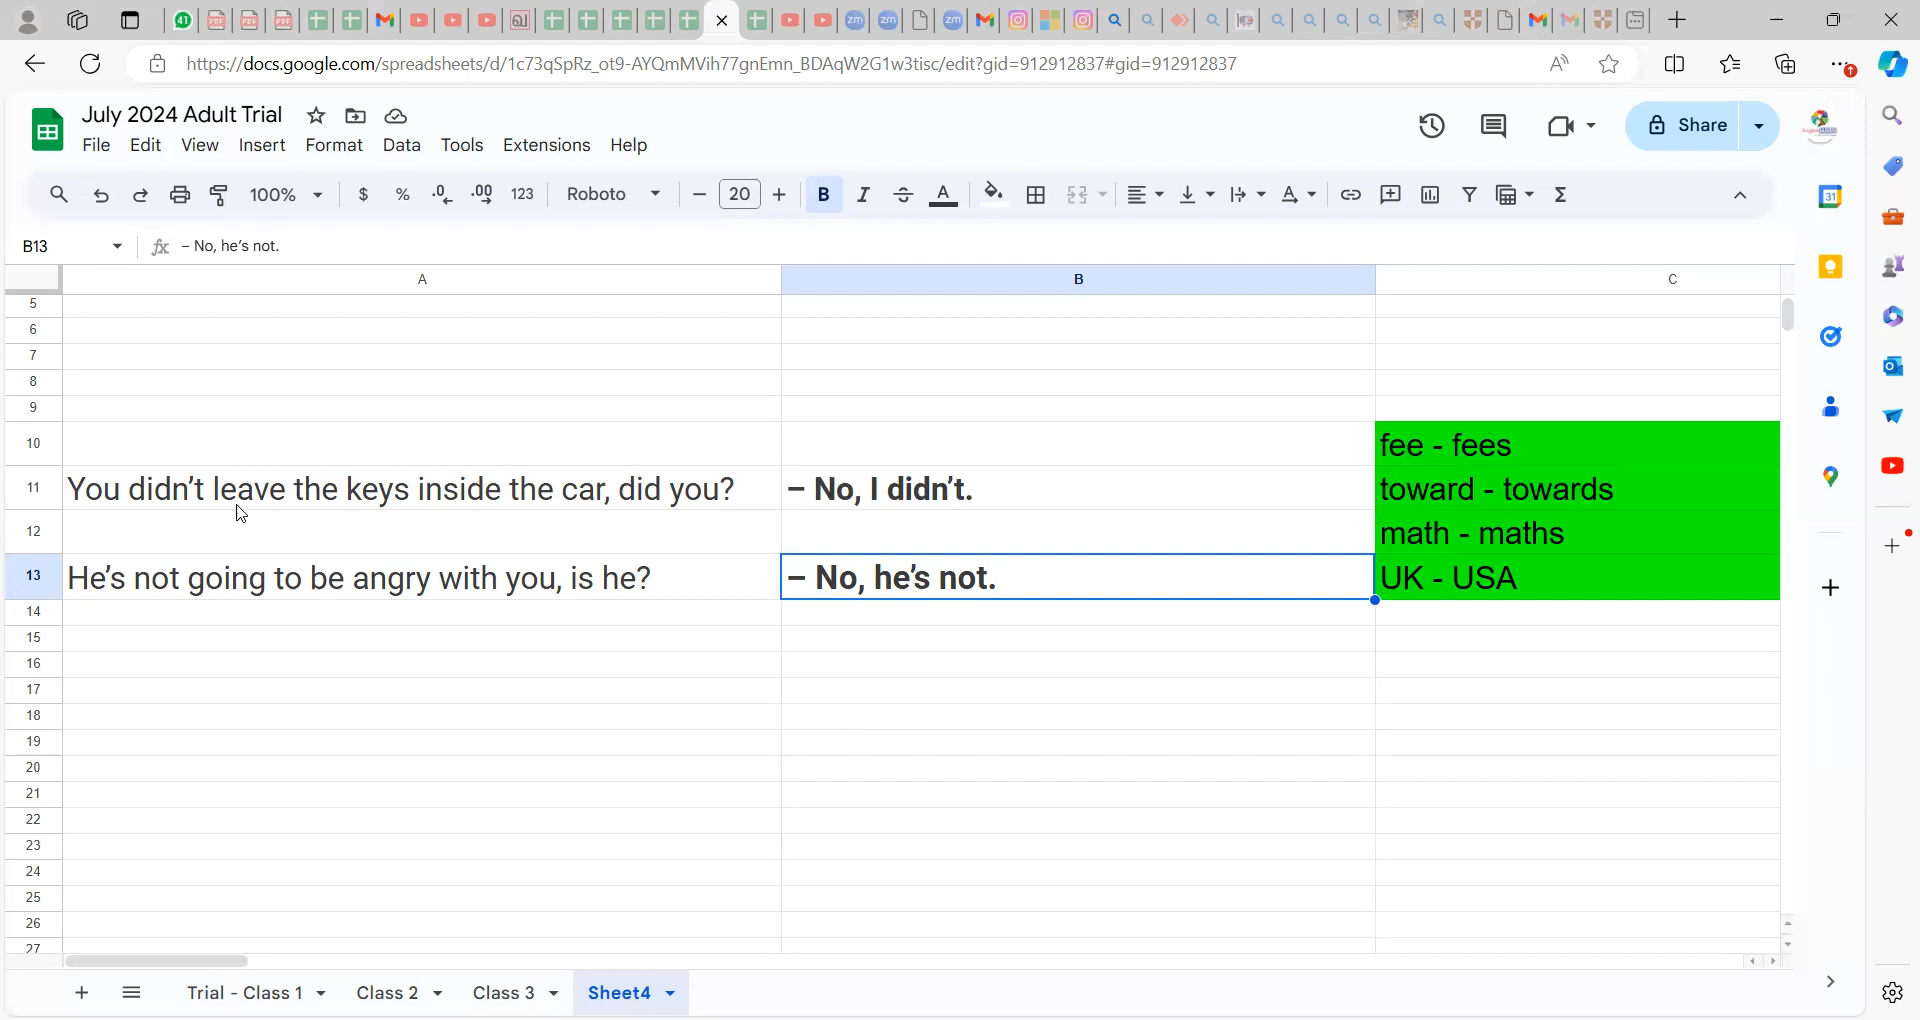 41
https://docs.google.com/spreadsheets/d/1c73qSpRz_ot9-AYQmMVih77gnEmn_BDAqW2G1w3tisc/edit?gid=912912837#gid=912912837
July 2024 Adult Trial
Share
File Edit View Insert Format Data Tools Extensions Help
100% $ % .0 .00 123 Roboto 20 B I S A
31
B13 fx – No, he’s not.
A B C
5
6
7
8
9
10 fee - fees
11 You didn’t leave the keys inside the car, did you? – No, I didn’t. toward - towards
12 math - maths
13 He’s not going to be angry with you, is he? – No, he’s not. UK - USA
14
15
16
17
18
19
20
21
22
23
24
25
26
27
Trial - Class 1 Class 2 Class 3 Sheet4